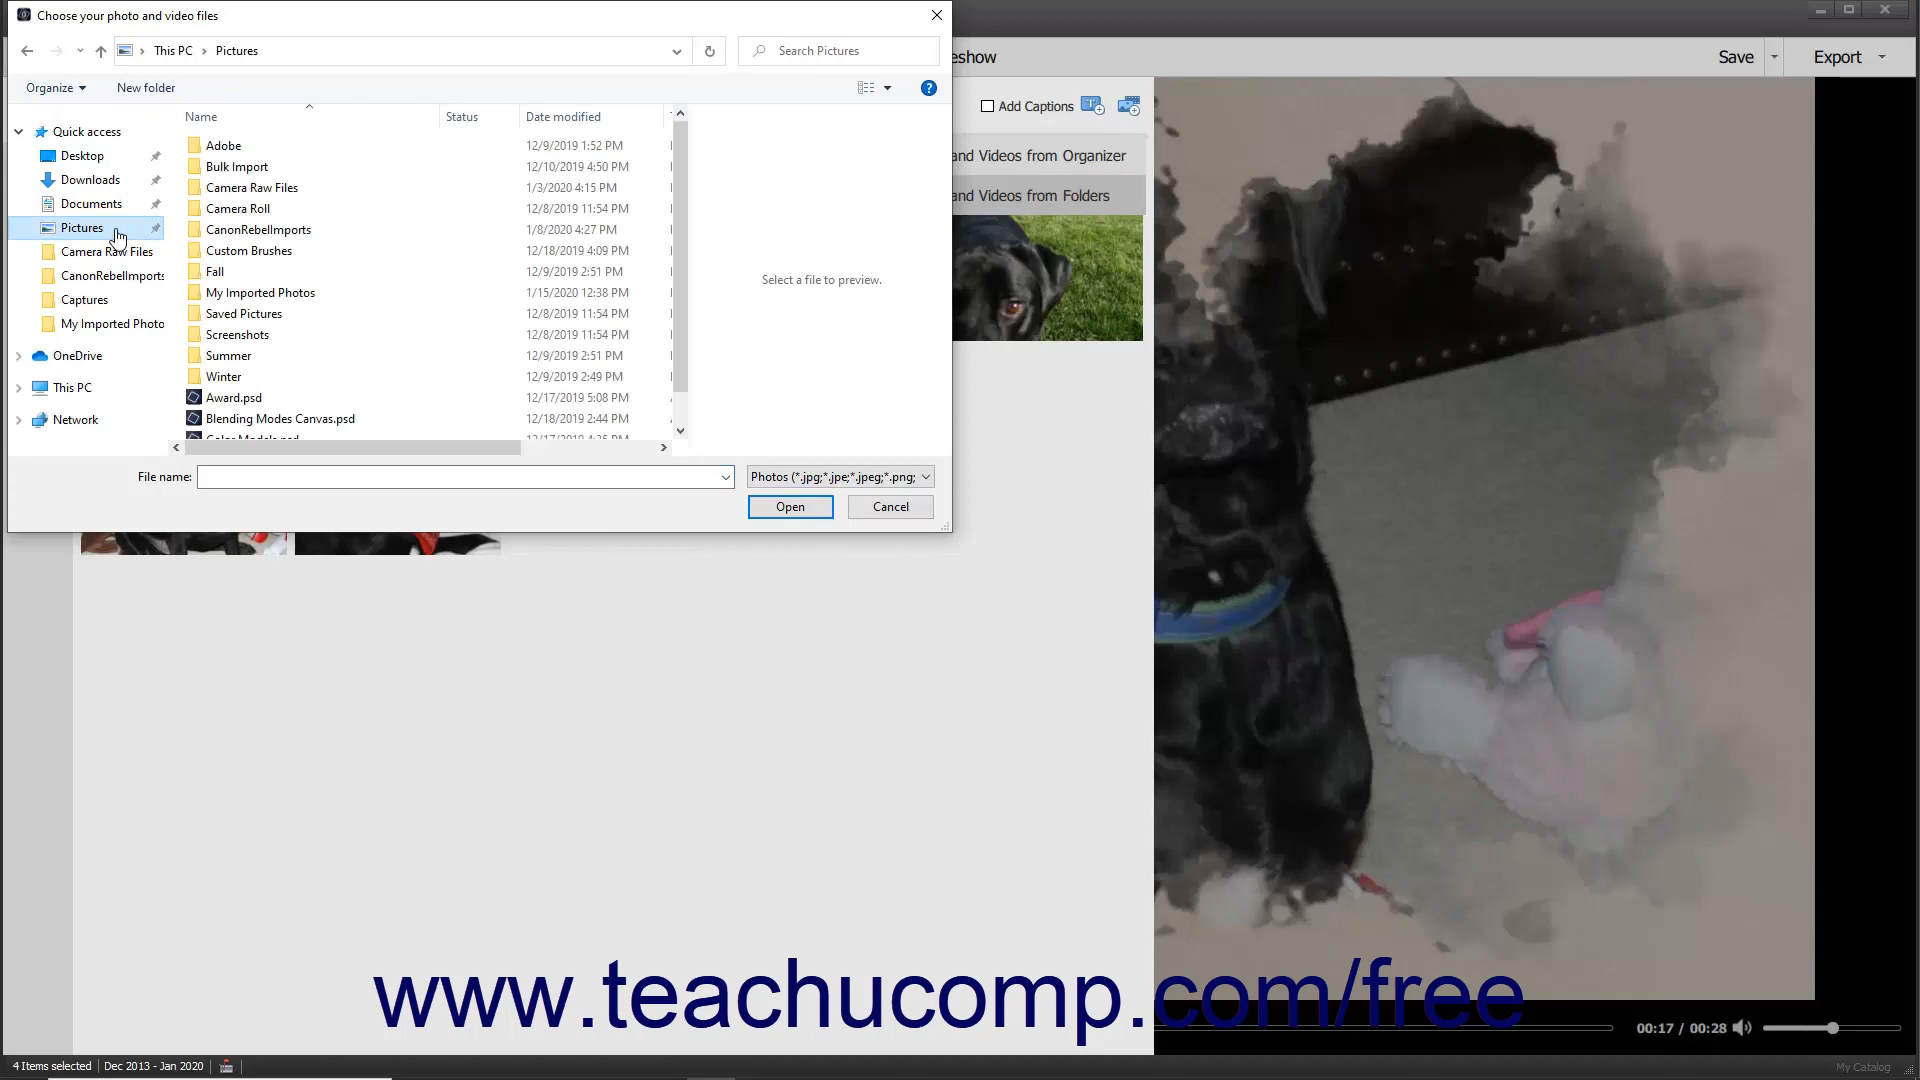 Choose your photo and video files
This PC > Pictures
Search Pictures
eshow
Save
Export
Organize
New folder
Add Captions
Name
Status
Date modified
Quick access
Desktop
Downloads
Documents
Pictures
Camera Raw Files
CanonRebelImports
Captures
My Imported Photo
OneDrive
This PC
Network
Adobe 12/9/2019 1:52 PM
Bulk Import 12/10/2019 4:50 PM
Camera Raw Files 1/3/2020 4:15 PM
Camera Roll 12/8/2019 11:54 PM
CanonRebelImports 1/8/2020 4:27 PM
Custom Brushes 12/18/2019 4:09 PM
Fall 12/9/2019 2:51 PM
My Imported Photos 1/15/2020 12:38 PM
Saved Pictures 12/8/2019 11:54 PM
Screenshots 12/8/2019 11:54 PM
Summer 12/9/2019 2:51 PM
Winter 12/9/2019 2:49 PM
Award.psd 12/17/2019 5:08 PM
Blending Modes Canvas.psd 12/18/2019 2:44 PM
Color Models.psd 12/17/2019 4:35 PM
Select a file to preview.
and Videos from Organizer
and Videos from Folders
File name:
Photos (*.jpg;*.jpe;*.jpeg;*.png;
Open
Cancel
www.teachucomp.com/free
00:17 / 00:28
4 Items selected
Dec 2013 - Jan 2020
My Catalog